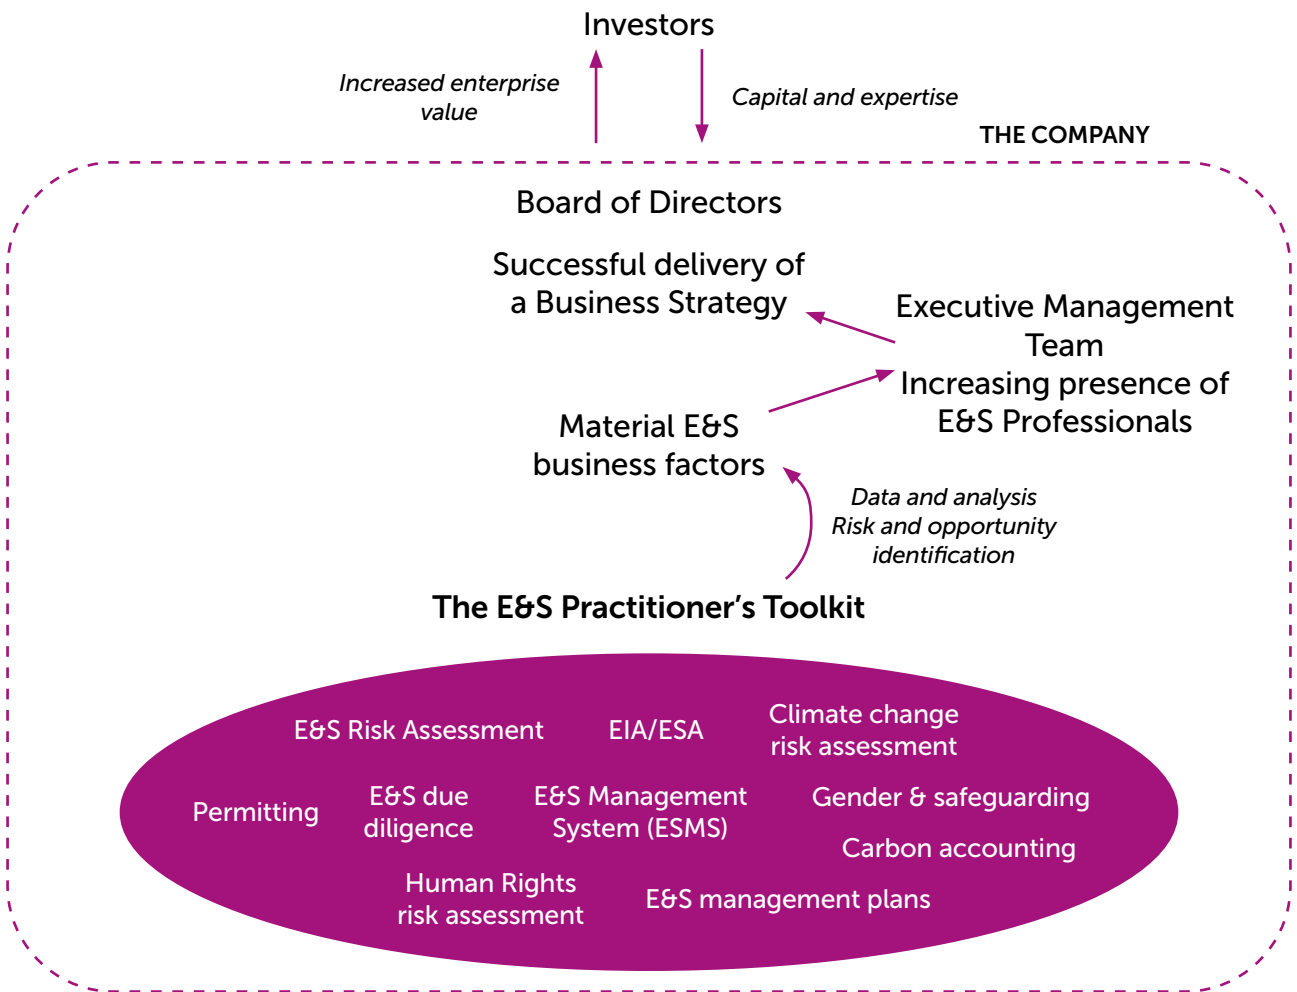 Investors
Increased enterprise
value
Capital and expertise
THE COMPANY
Board of Directors
Successful delivery of
a Business Strategy
Executive Management
Team
Increasing presence of
E&S Professionals
Material E&S
business factors
Data and analysis
Risk and opportunity
identification
The E&S Practitioner’s Toolkit
E&S Risk Assessment
EIA/ESA
Climate change
risk assessment
Permitting
E&S due
diligence
E&S Management
System (ESMS)
Gender & safeguarding
Carbon accounting
Human Rights
risk assessment
E&S management plans